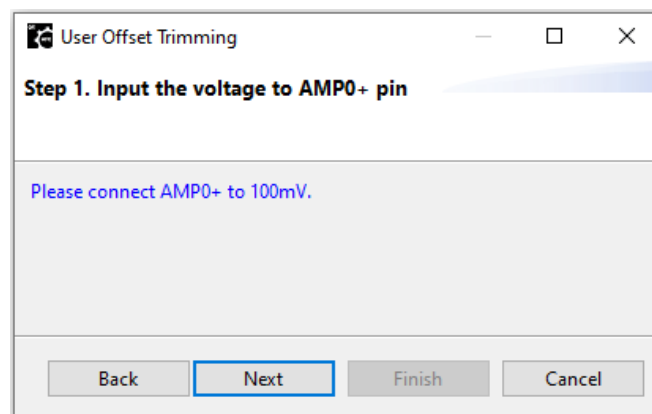 User Offset Trimming
Step 1. Input the voltage to AMP0+ pin
Please connect AMP0+ to 100mV.
Back Next Finish Cancel